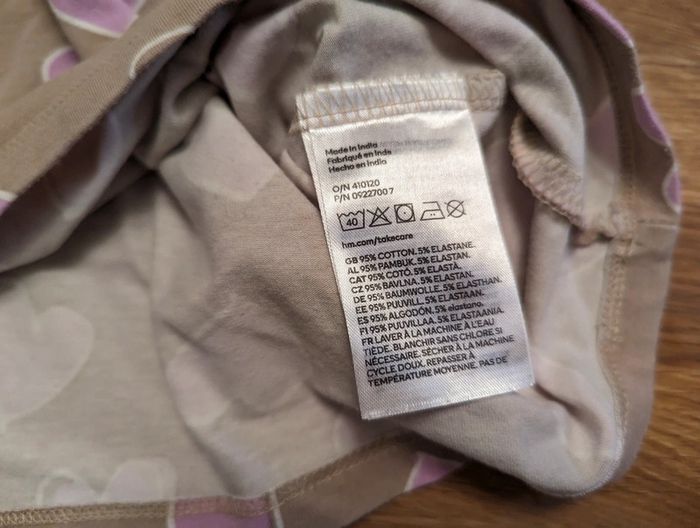 Made in India
Fabriqué en Inde
Hecho en India
O/N 410120
P/N 09227007
40
hm.com/takecare
GB 95% COTTON. 5% ELASTANE.
AL 95% PAMBUK. 5% ELASTAN.
CAT 95% COTÓ. 5% ELASTÀ.
CZ 95% BAVLNA. 5% ELASTAN.
DE 95% BAUMWOLLE. 5% ELASTHAN.
EE 95% PUUVILL. 5% ELASTAAN.
ES 95% ALGODÓN. 5% elastano.
FI 95% PUUVILLAA. 5% ELASTAANIA.
FR LAVER À LA MACHINE À L'EAU
TIÈDE. BLANCHIR SANS CHLORE SI
NÉCESSAIRE. SÉCHER À LA MACHINE
CYCLE DOUX. REPASSER À
TEMPÉRATURE MOYENNE. PAS DE